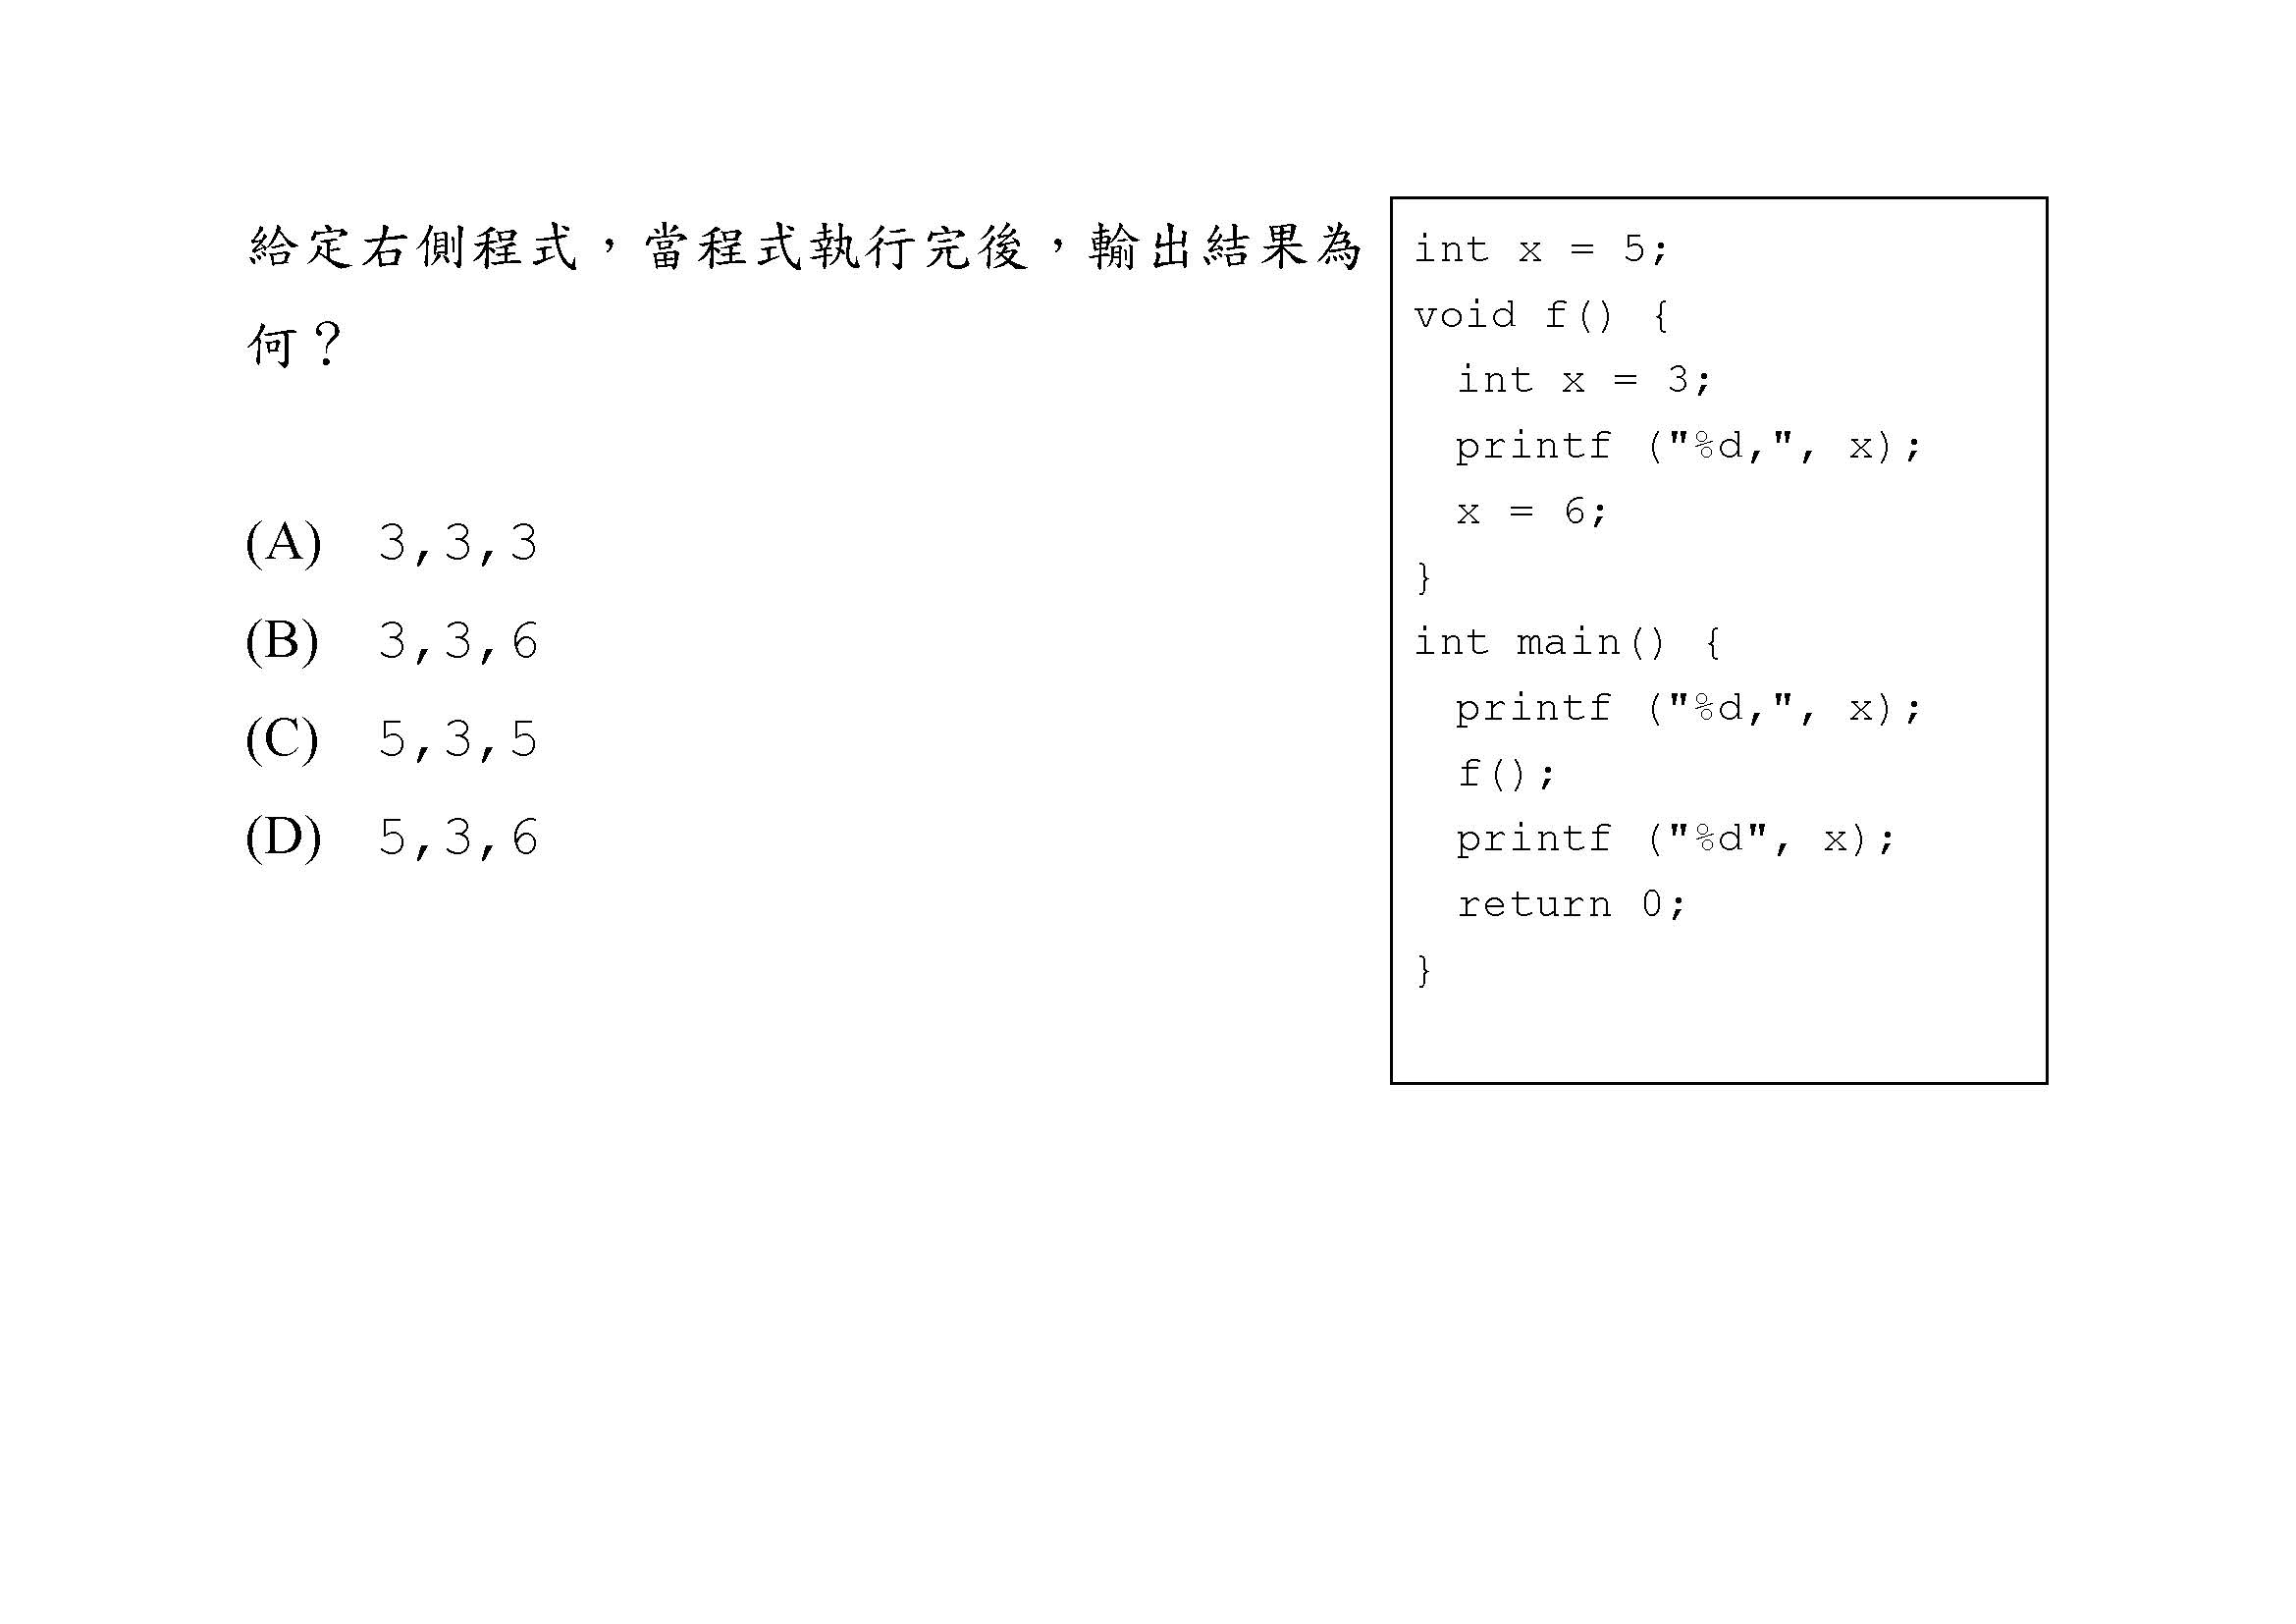 給定右側程式，當程式執行完後，輸出結果為
何？
(A) 3,3,3
(B) 3,3,6
(C) 5,3,5
(D) 5,3,6
int x = 5;
void f() {
  int x = 3;
  printf ("%d,", x);
  x = 6;
}
int main() {
  printf ("%d,", x);
  f();
  printf ("%d", x);
  return 0;
}